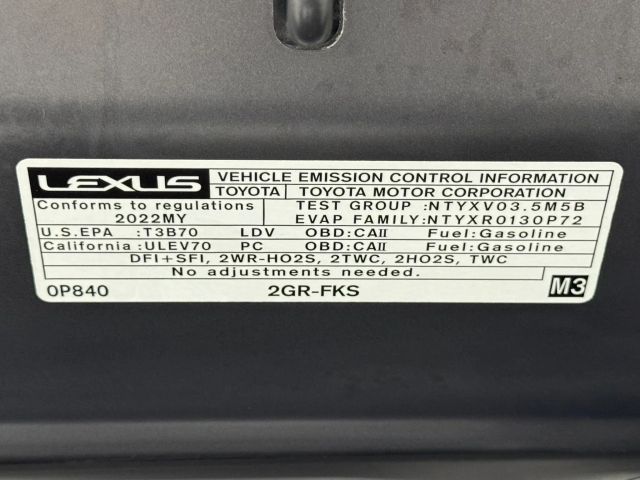 LEXUS VEHICLE EMISSION CONTROL INFORMATION
TOYOTA TOYOTA MOTOR CORPORATION
Conforms to regulations TEST GROUP :NTYXV03.5M5B
2022MY EVAP FAMILY:NTYXR0130P72
U.S.EPA :T3B70 LDV OBD:CAII Fuel:Gasoline
California :ULEV70 PC OBD:CAII Fuel:Gasoline
DFI+SFI, 2WR-HO2S, 2TWC, 2HO2S, TWC
No adjustments needed.
0P840 2GR-FKS M3